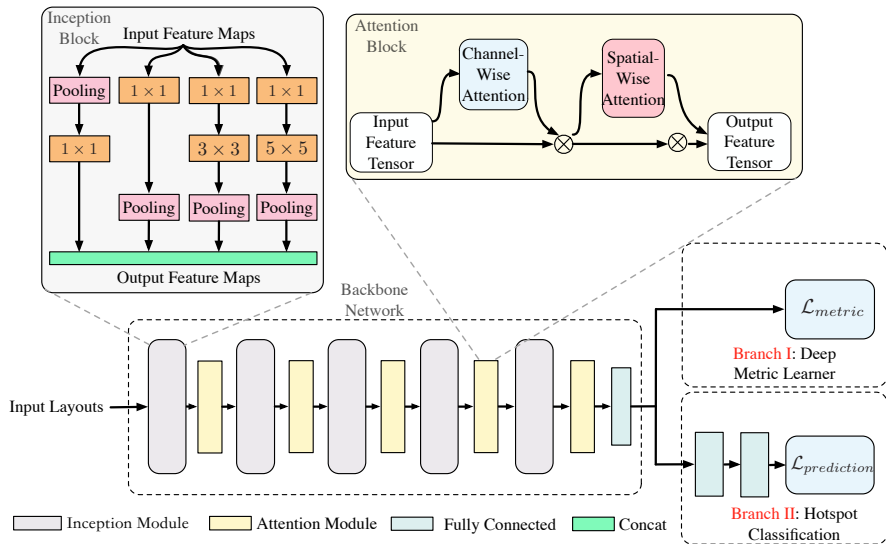 Inception
Block
Input Feature Maps
Pooling
1 × 1
1 × 1
1 × 1
1 × 1
3 × 3
5 × 5
Pooling
Pooling
Pooling
Output Feature Maps
Attention
Block
Channel-
Wise
Attention
Spatial-
Wise
Attention
Input
Feature
Tensor
Output
Feature
Tensor
Backbone
Network
Input Layouts
ℒmetric
Branch I: Deep
Metric Learner
ℒprediction
Branch II: Hotspot
Classification
Inception Module
Attention Module
Fully Connected
Concat